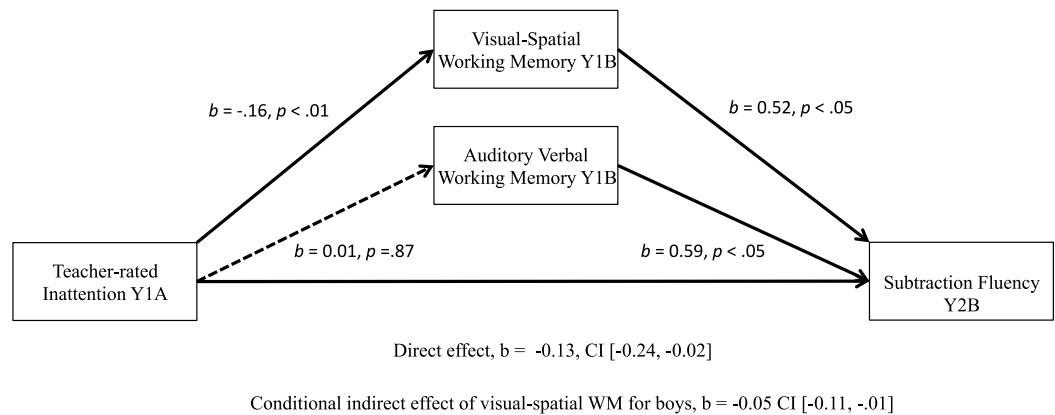 Visual-Spatial
Working Memory Y1B
b = -.16, p < .01
b = 0.52, p < .05
Auditory Verbal
Working Memory Y1B
b = 0.01, p =.87
b = 0.59, p < .05
Teacher-rated
Inattention Y1A
Subtraction Fluency
Y2B
Direct effect, b = -0.13, CI [-0.24, -0.02]
Conditional indirect effect of visual-spatial WM for boys, b = -0.05 CI [-0.11, -.01]